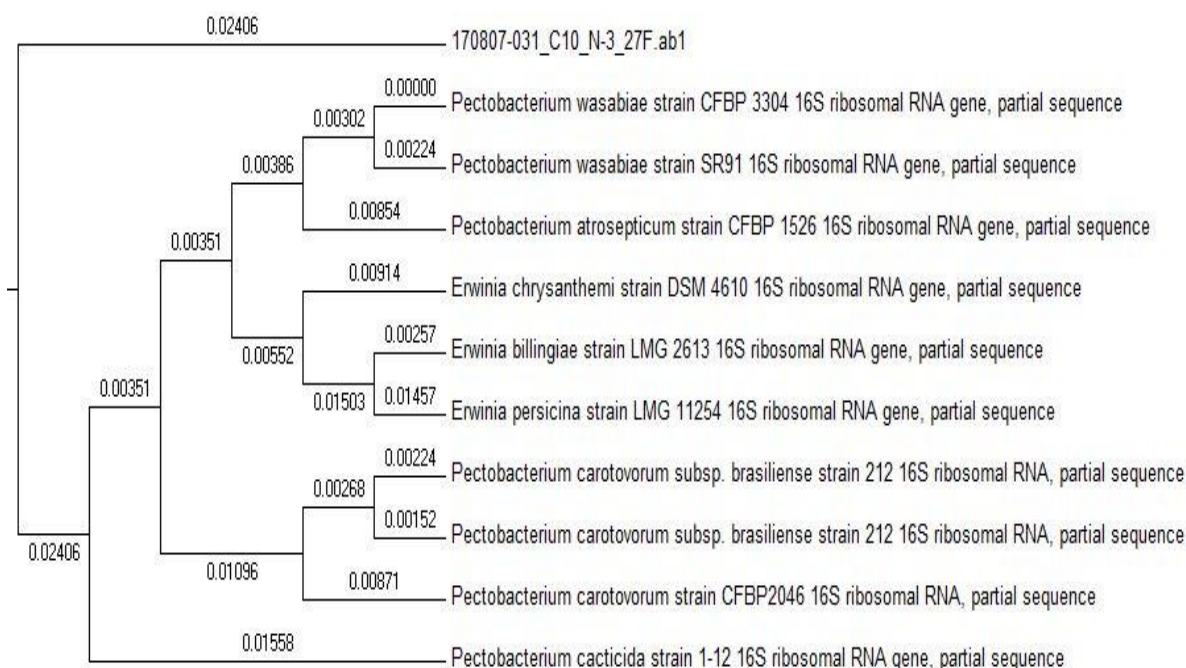 0.02406
170807-031_C10_N-3_27F.ab1
0.00000
Pectobacterium wasabiae strain CFBP 3304 16S ribosomal RNA gene, partial sequence
0.00302
0.00224
Pectobacterium wasabiae strain SR91 16S ribosomal RNA gene, partial sequence
0.00386
0.00854
Pectobacterium atrosepticum strain CFBP 1526 16S ribosomal RNA gene, partial sequence
0.00351
0.00914
Erwinia chrysanthemi strain DSM 4610 16S ribosomal RNA gene, partial sequence
0.00552
0.00257
Erwinia billingiae strain LMG 2613 16S ribosomal RNA gene, partial sequence
0.00351
0.01503
0.01457
Erwinia persicina strain LMG 11254 16S ribosomal RNA gene, partial sequence
0.00224
Pectobacterium carotovorum subsp. brasiliense strain 212 16S ribosomal RNA, partial sequence
0.00268
0.00152
Pectobacterium carotovorum subsp. brasiliense strain 212 16S ribosomal RNA, partial sequence
0.02406
0.01096
0.00871
Pectobacterium carotovorum strain CFBP2046 16S ribosomal RNA, partial sequence
0.01558
Pectobacterium cacticida strain 1-12 16S ribosomal RNA gene, partial sequence